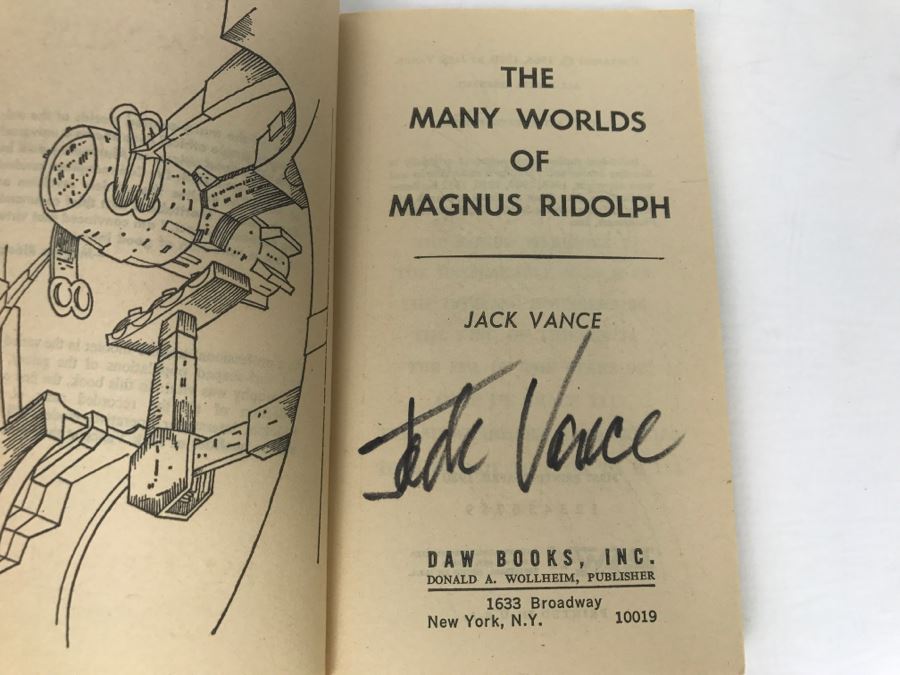 THE
MANY WORLDS
OF
MAGNUS RIDOLPH
JACK VANCE
Jack Vance
DAW BOOKS, INC.
DONALD A. WOLLHEIM, PUBLISHER
1633 Broadway
New York, N.Y. 10019